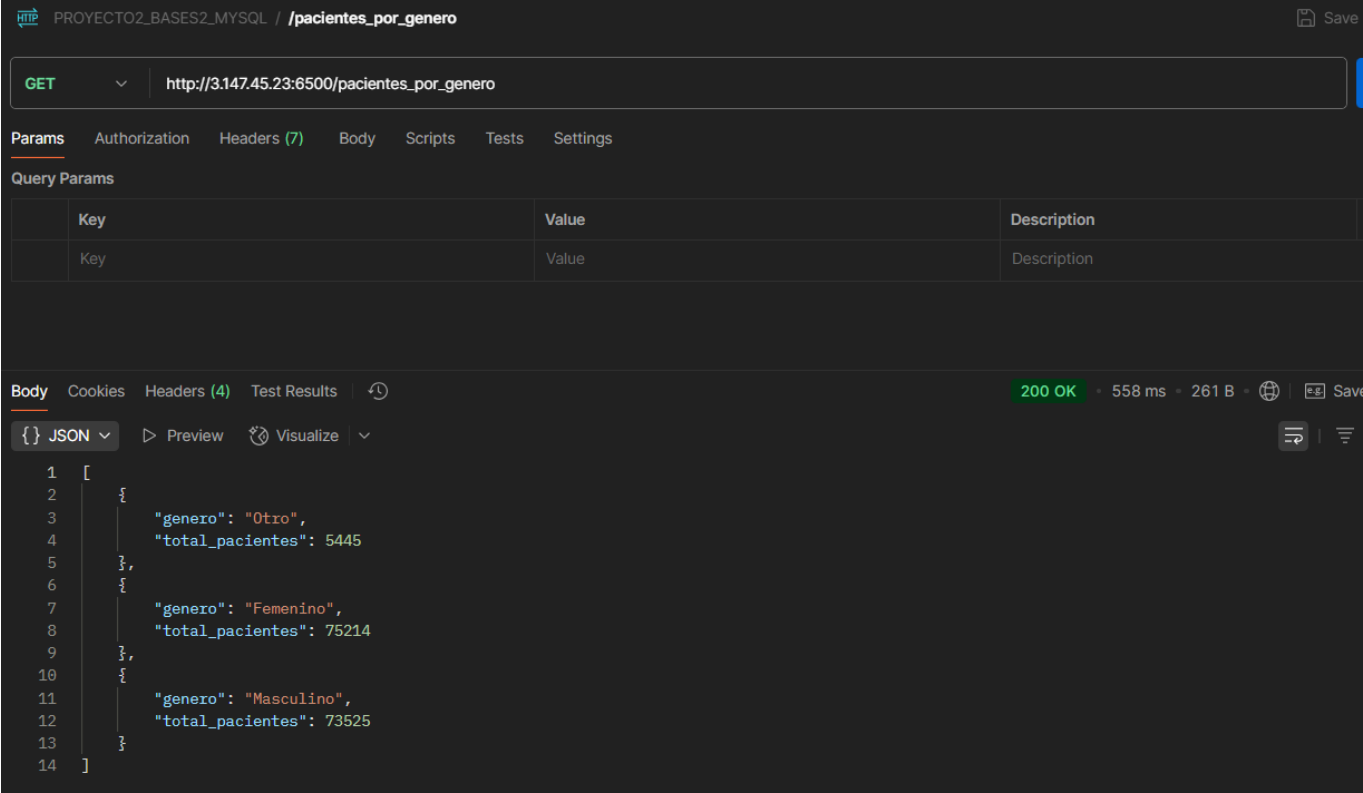 HTTP PROYECTO2_BASES2_MYSQL / /pacientes_por_genero Save
GET http://3.147.45.23:6500/pacientes_por_genero
Params Authorization Headers (7) Body Scripts Tests Settings
Query Params
Key Value Description
Key Value Description
Body Cookies Headers (4) Test Results 200 OK • 558 ms • 261 B • e.g. Save
{} JSON Preview Visualize
1 [
2 {
3 "genero": "Otro",
4 "total_pacientes": 5445
5 },
6 {
7 "genero": "Femenino",
8 "total_pacientes": 75214
9 },
10 {
11 "genero": "Masculino",
12 "total_pacientes": 73525
13 }
14 ]